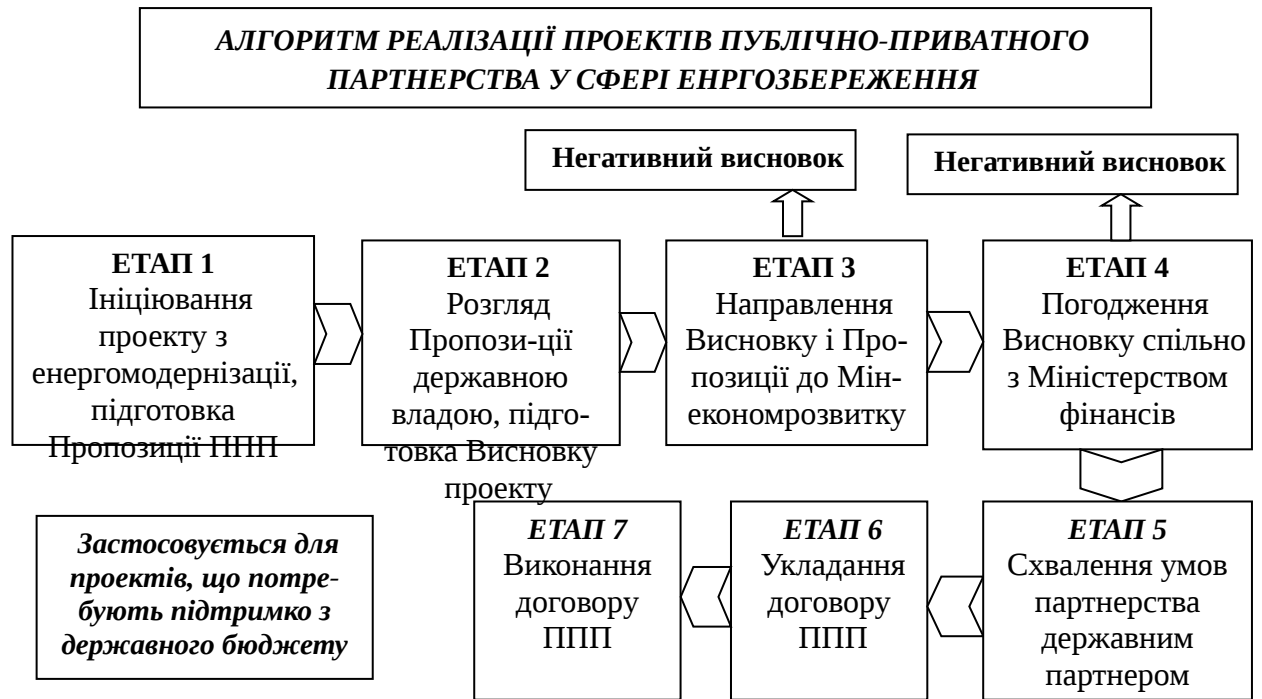 АЛГОРИТМ РЕАЛІЗАЦІЇ ПРОЕКТІВ ПУБЛІЧНО-ПРИВАТНОГО
ПАРТНЕРСТВА У СФЕРІ ЕНРГОЗБЕРЕЖЕННЯ
Негативний висновок
Негативний висновок
ЕТАП 1
Ініціювання
проекту з
енергомодернізації,
підготовка
Пропозиції ППП
ЕТАП 2
Розгляд
Пропози-ції
державною
владою, підго-
товка Висновку
проекту
ЕТАП 3
Направлення
Висновку і Про-
позиції до Мін-
економрозвитку
ЕТАП 4
Погодження
Висновку спільно
з Міністерством
фінансів
ЕТАП 5
Схвалення умов
партнерства
державним
партнером
ЕТАП 6
Укладання
договору
ППП
ЕТАП 7
Виконання
договору
ППП
Застосовується для
проектів, що потре-
бують підтримко з
державного бюджету